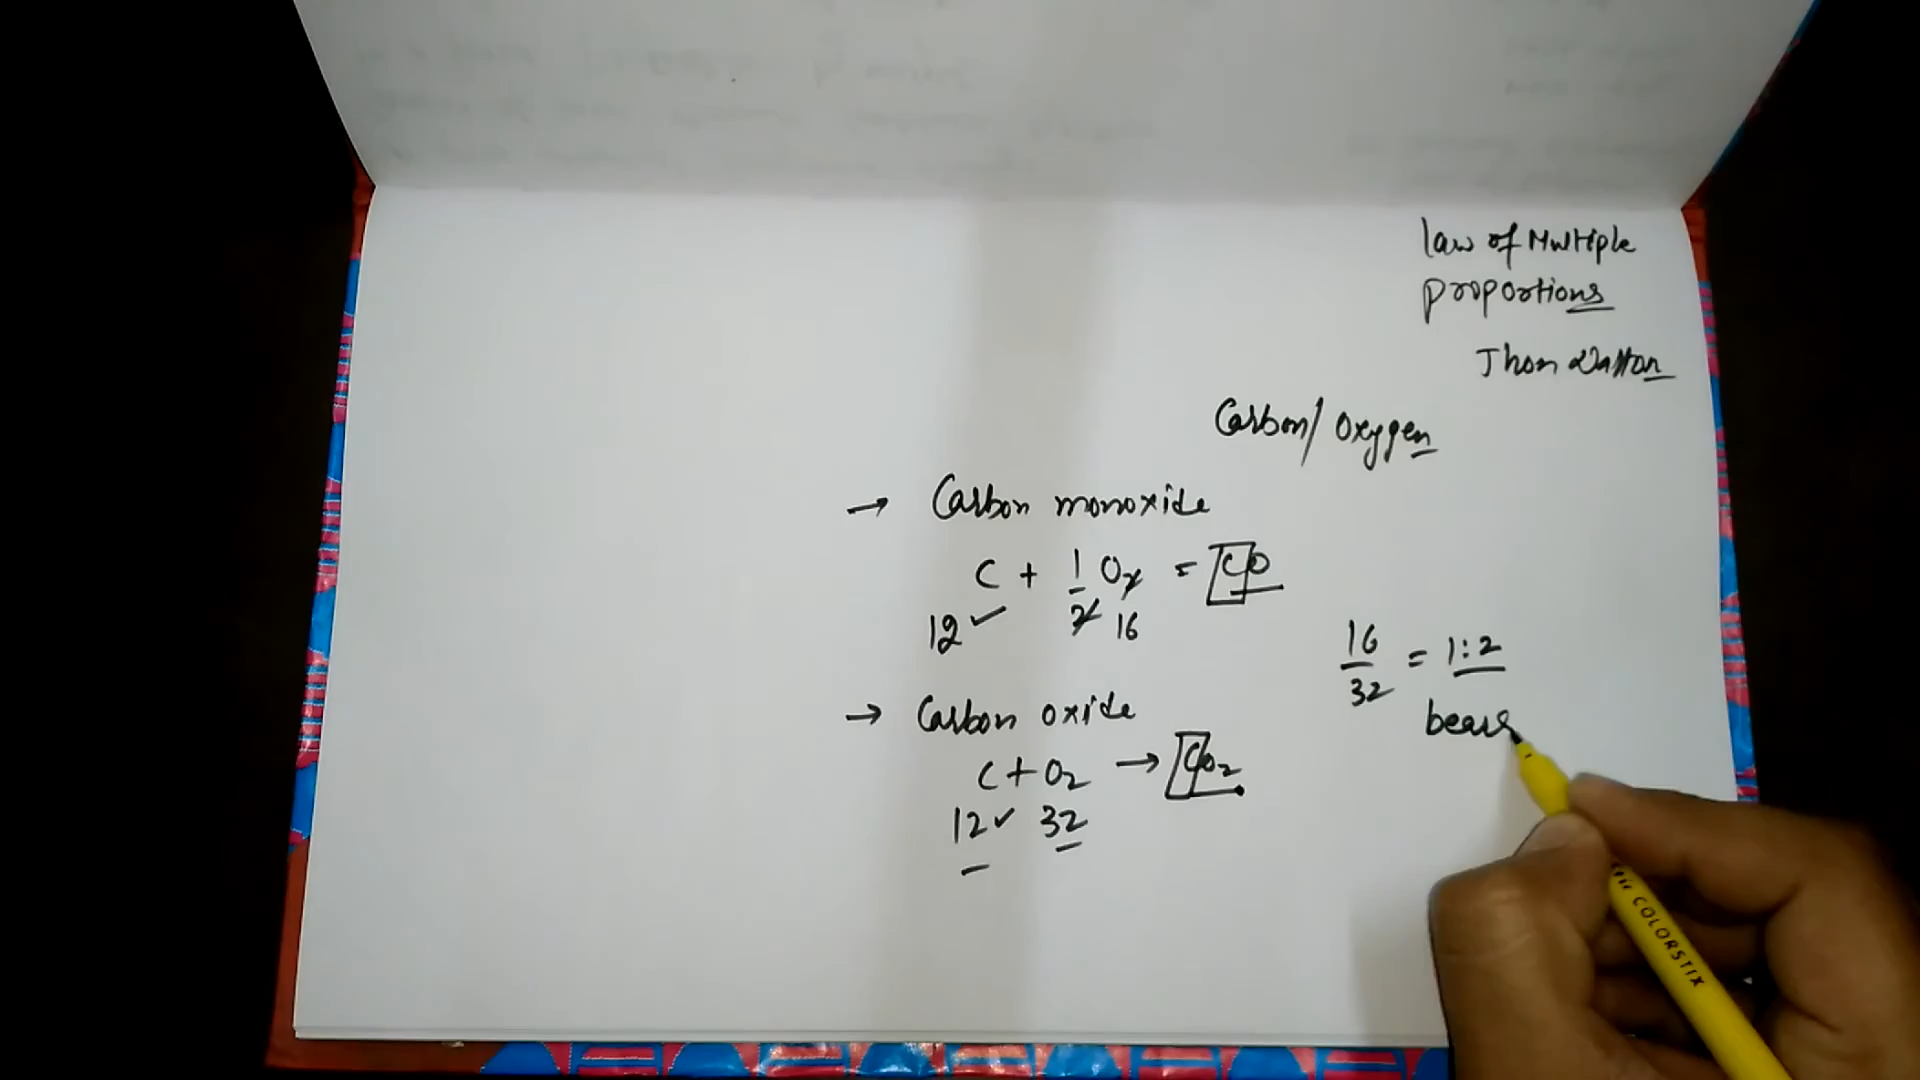 law of Multiple
proportions
Jhon Dalton
Carbon/Oxygen
→ Carbon monoxide
C + 1/2 O2 = CO
12 ✓ 16
16/32 = 1:2
bears
→ Carbon oxide
C + O2 → CO2
12 ✓ 32
COLORSTIX